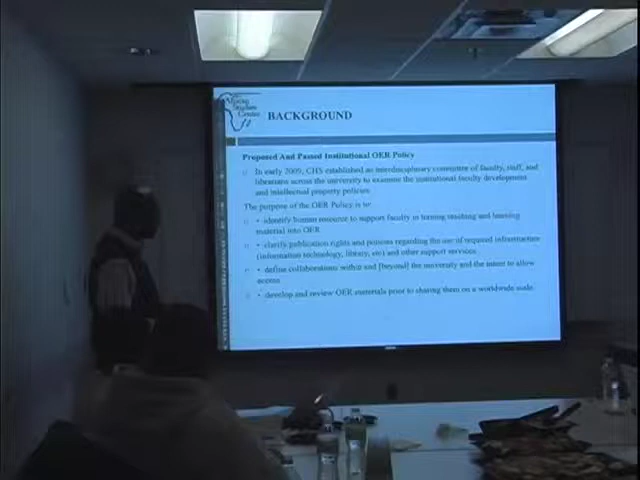 BACKGROUND
Proposed And Passed Institutional OER Policy
In early 2009, CHS established an interdisciplinary committee of faculty, staff, and
librarians across the university to examine the institutional faculty development
and intellectual property policies.
The purpose of the OER Policy is to:
• identify human resource to support faculty in turning teaching and learning
material into OER
• clarify publication rights and persons regarding the use of required infrastructure
(information technology, library, etc) and other support services.
• define collaborations within and [beyond] the university and the intent to allow
access
• develop and review OER materials prior to sharing them on a worldwide scale.